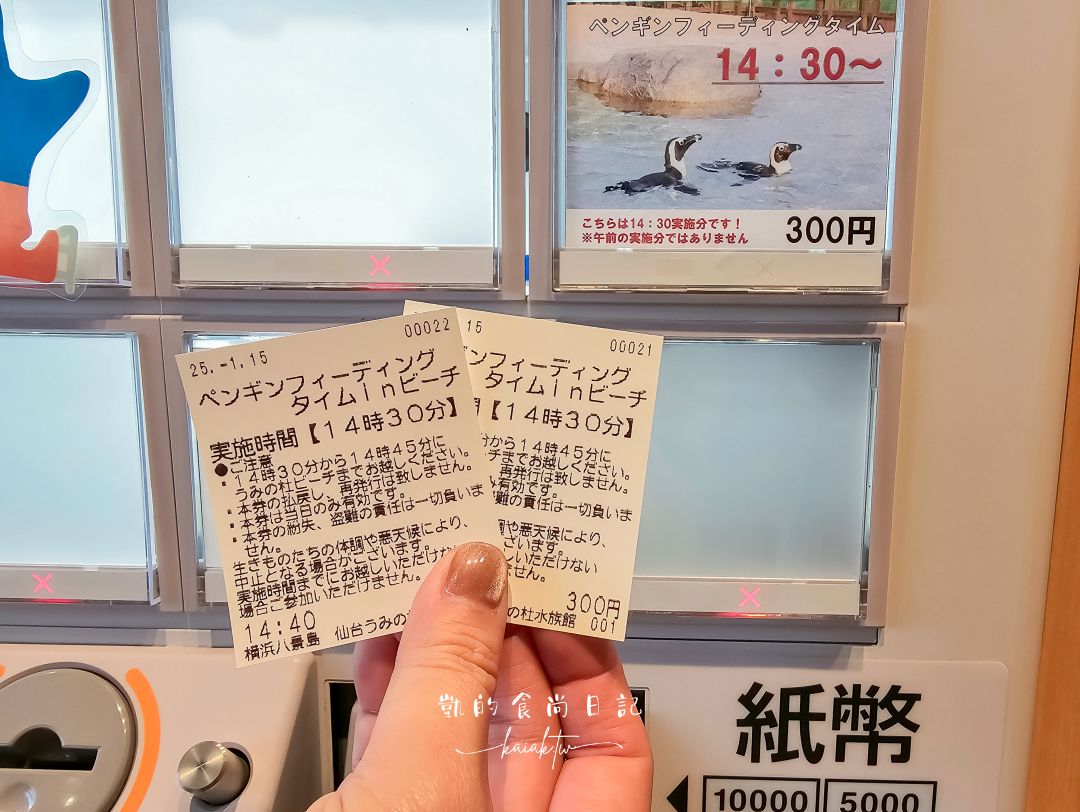 ペンギンフィーディングタイム
14：30～
こちらは14：30実施分です！
※午前の実施分ではありません
300円
00022
25.-1.15
ペンギンフィーディング
タイムｉｎビーチ
実施時間【１４時３０分】
●ご注意
・１４時３０分から１４時４５分に
うみの杜ビーチまでお越しください。
・本券の払戻し、再発行は致しません。
・本券は当日のみ有効です。
・本券の紛失、盗難の責任は一切負いま
せん。
生きものたちの体調や悪天候により、
中止となる場合がございます。
実施時間までにお越しいただけない
場合ご参加いただけません。
14:40
横浜八景島 仙台うみの
15
00021
ンフィーディング
タイムｉｎビーチ
【１４時３０分】
分から１４時４５分に
ーチまでお越しください。
、再発行は致しません。
み有効です。
難の責任は一切負いま
や悪天候により、
ざいます。
しいただけない
ません。
300円
の杜水族館 001
凱的食尚日記
kaiak.tw
紙幣
10000
5000